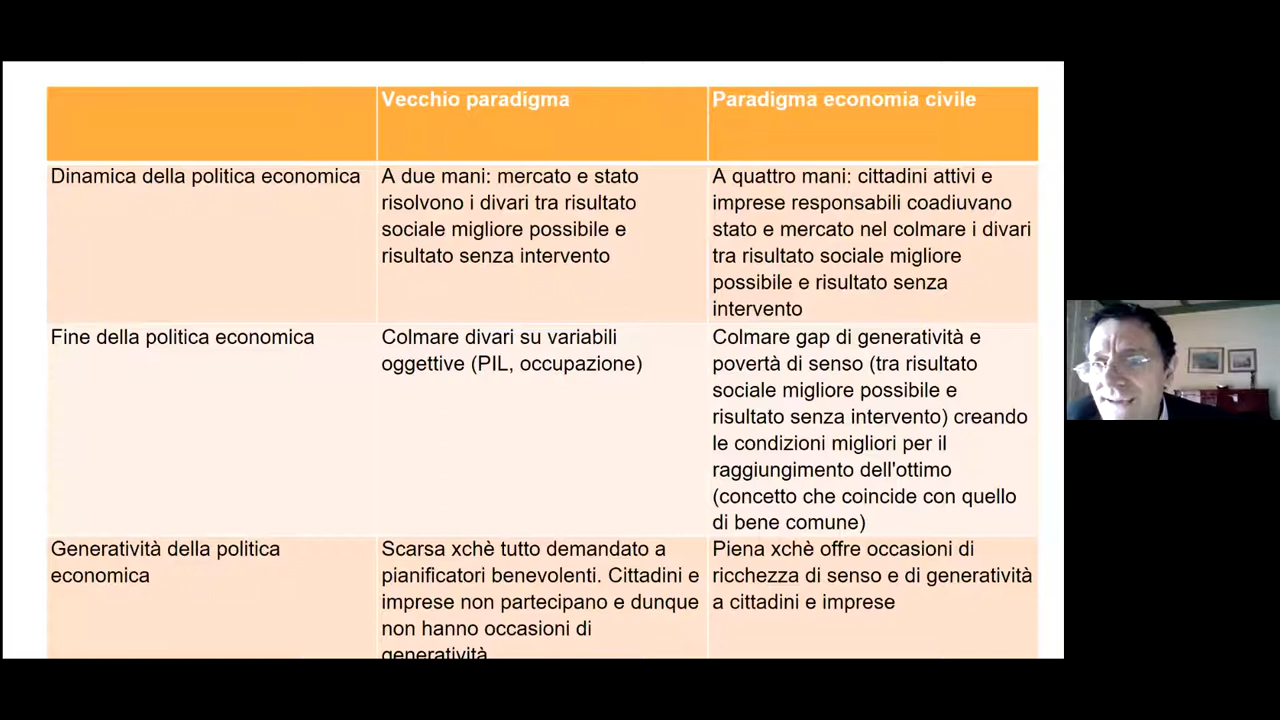 Vecchio paradigma
Paradigma economia civile
Dinamica della politica economica
A due mani: mercato e stato
risolvono i divari tra risultato
sociale migliore possibile e
risultato senza intervento
A quattro mani: cittadini attivi e
imprese responsabili coadiuvano
stato e mercato nel colmare i divari
tra risultato sociale migliore
possibile e risultato senza
intervento
Fine della politica economica
Colmare divari su variabili
oggettive (PIL, occupazione)
Colmare gap di generatività e
povertà di senso (tra risultato
sociale migliore possibile e
risultato senza intervento) creando
le condizioni migliori per il
raggiungimento dell'ottimo
(concetto che coincide con quello
di bene comune)
Generatività della politica
economica
Scarsa xchè tutto demandato a
pianificatori benevolenti. Cittadini e
imprese non partecipano e dunque
non hanno occasioni di
generatività
Piena xchè offre occasioni di
ricchezza di senso e di generatività
a cittadini e imprese